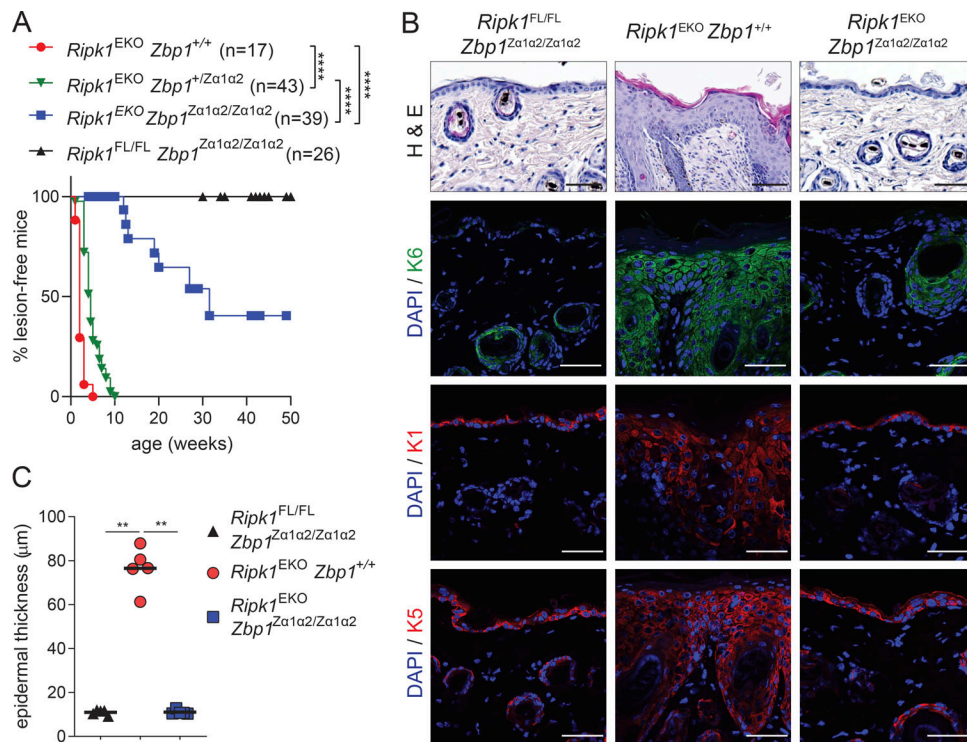 A
Ripk1EKO Zbp1+/+ (n=17)
Ripk1EKO Zbp1+/Zα1α2 (n=43)
Ripk1EKO Zbp1Zα1α2/Zα1α2 (n=39)
Ripk1FL/FL Zbp1Zα1α2/Zα1α2 (n=26)
****
****
****
% lesion-free mice
100
50
0
0 10 20 30 40 50
age (weeks)
B
Ripk1FL/FL
Zbp1Zα1α2/Zα1α2
Ripk1EKO Zbp1+/+
Ripk1EKO
Zbp1Zα1α2/Zα1α2
H & E
DAPI / K6
DAPI / K1
DAPI / K5
C
epidermal thickness (μm)
100
80
60
40
20
0
** **
Ripk1FL/FL
Zbp1Zα1α2/Zα1α2
Ripk1EKO Zbp1+/+
Ripk1EKO
Zbp1Zα1α2/Zα1α2